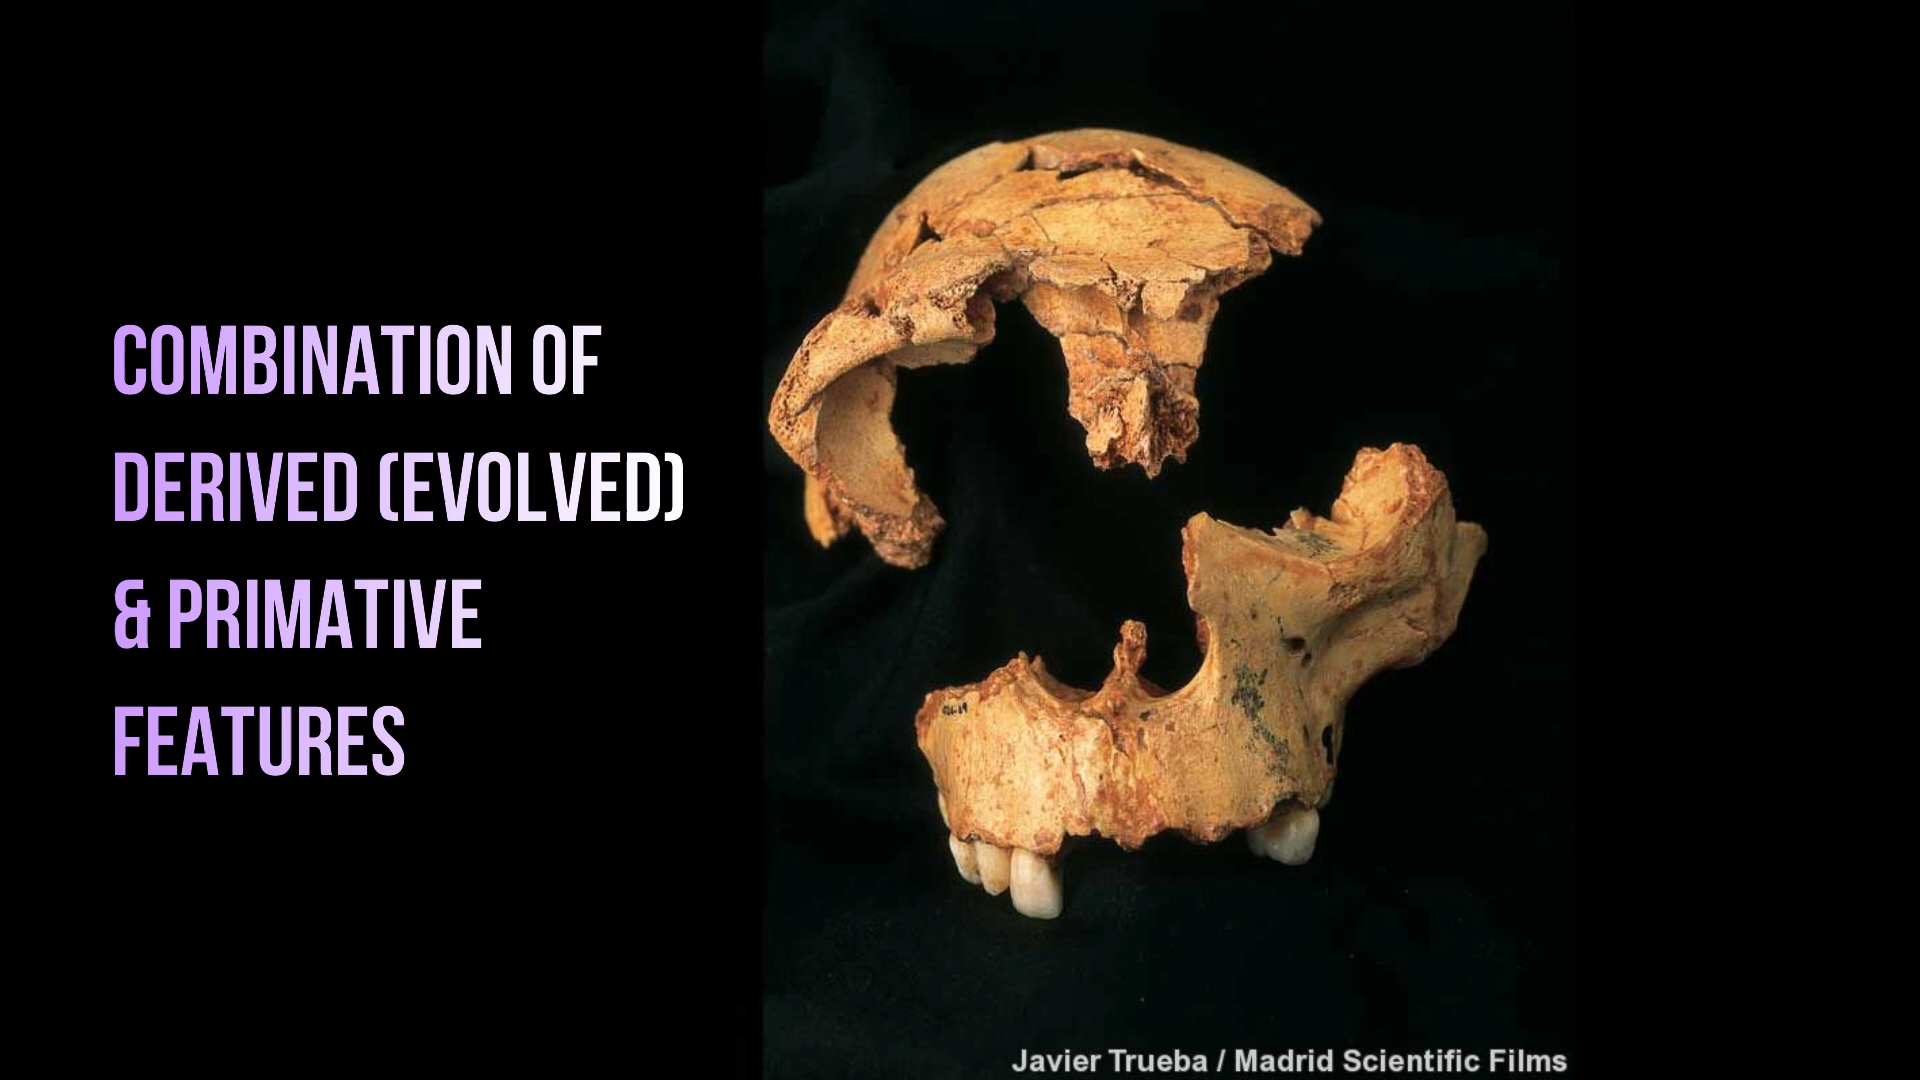 COMBINATION OF
DERIVED (EVOLVED)
& PRIMATIVE
FEATURES
Javier Trueba / Madrid Scientific Films